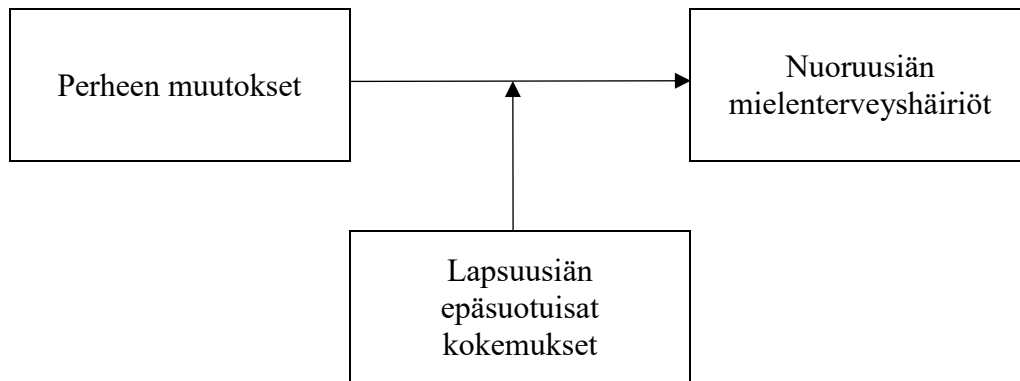 Perheen muutokset
Nuoruusiän
mielenterveyshäiriöt
Lapsuusiän
epäsuotuisat
kokemukset